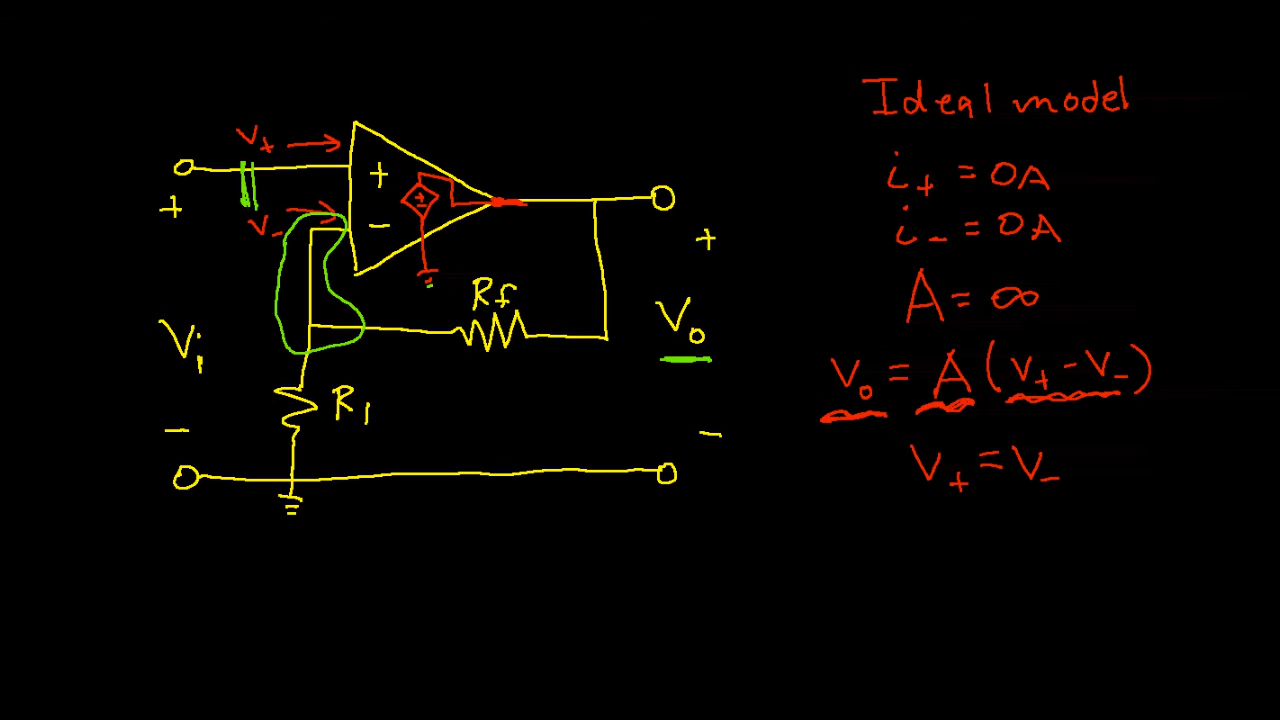 Ideal model
V+ →
+
i+ = 0A
+
V- →
-
i- = 0A
+
Rf
A = ∞
Vi
Vo
Vo = A (V+ - V-)
R1
-
-
V+ = V-